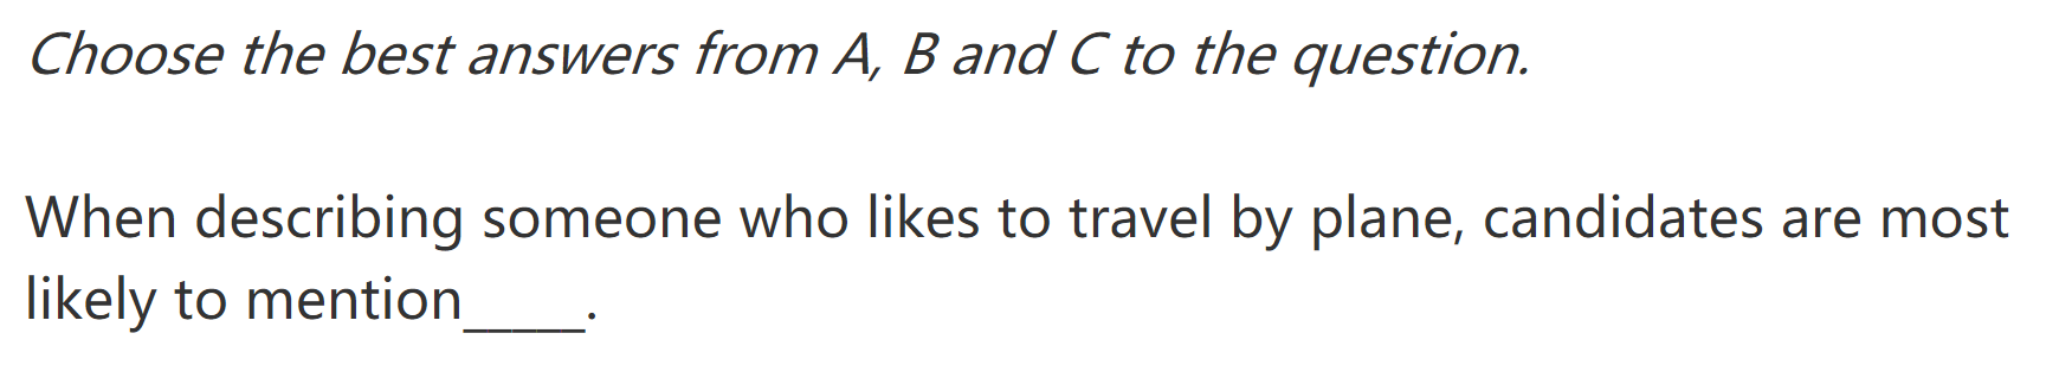 Choose the best answers from A, B and C to the question.
When describing someone who likes to travel by plane, candidates are most
likely to mention_____.